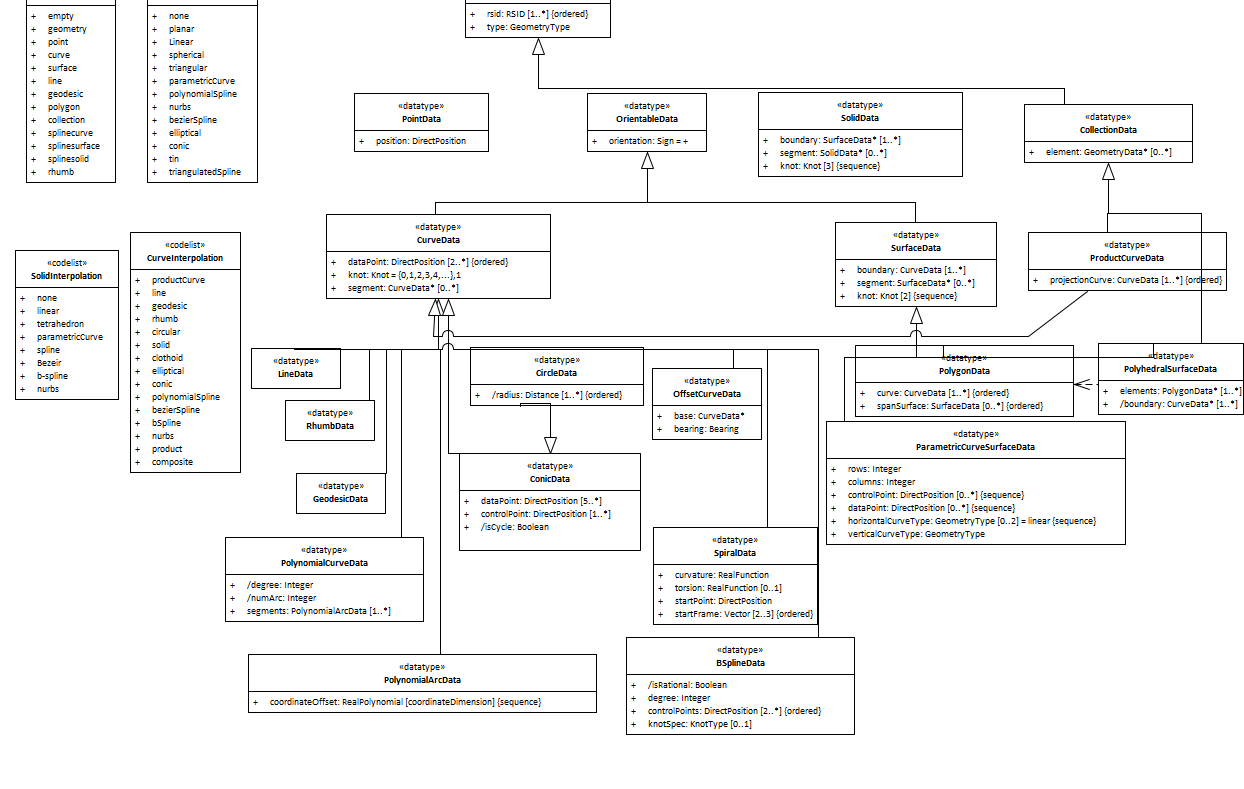 + empty
+ geometry
+ point
+ curve
+ surface
+ line
+ geodesic
+ polygon
+ collection
+ splinecurve
+ splinesurface
+ splinesolid
+ rhumb
+ none
+ planar
+ Linear
+ spherical
+ triangular
+ parametricCurve
+ polynomialSpline
+ nurbs
+ bezierSpline
+ elliptical
+ conic
+ tin
+ triangulatedSpline
+ rsid: RSID [1..*] {ordered}
+ type: GeometryType
«datatype»
PointData
+ position: DirectPosition
«datatype»
OrientableData
+ orientation: Sign = +
«datatype»
SolidData
+ boundary: SurfaceData* [1..*]
+ segment: SolidData* [0..*]
+ knot: Knot [3] {sequence}
«datatype»
CollectionData
+ element: GeometryData* [0..*]
«codelist»
SolidInterpolation
+ none
+ linear
+ tetrahedron
+ parametricCurve
+ spline
+ Bezeir
+ b-spline
+ nurbs
«codelist»
CurveInterpolation
+ productCurve
+ line
+ geodesic
+ rhumb
+ circular
+ solid
+ clothoid
+ elliptical
+ conic
+ polynomialSpline
+ bezierSpline
+ bSpline
+ nurbs
+ product
+ composite
«datatype»
CurveData
+ dataPoint: DirectPosition [2..*] {ordered}
+ knot: Knot = {0,1,2,3,4,...},1
+ segment: CurveData* [0..*]
«datatype»
SurfaceData
+ boundary: CurveData [1..*]
+ segment: SurfaceData* [0..*]
+ knot: Knot [2] {sequence}
«datatype»
ProductCurveData
+ projectionCurve: CurveData [1..*] {ordered}
«datatype»
LineData
«datatype»
RhumbData
«datatype»
GeodesicData
«datatype»
CircleData
+ /radius: Distance [1..*] {ordered}
«datatype»
OffsetCurveData
+ base: CurveData*
+ bearing: Bearing
«datatype»
PolygonData
+ curve: CurveData [1..*] {ordered}
+ spanSurface: SurfaceData [0..*] {ordered}
«datatype»
PolyhedralSurfaceData
+ elements: PolygonData* [1..*]
+ /boundary: CurveData* [1..*]
«datatype»
ParametricCurveSurfaceData
+ rows: Integer
+ columns: Integer
+ controlPoint: DirectPosition [0..*] {sequence}
+ dataPoint: DirectPosition [0..*] {sequence}
+ horizontalCurveType: GeometryType [0..2] = linear {sequence}
+ verticalCurveType: GeometryType
«datatype»
ConicData
+ dataPoint: DirectPosition [5..*]
+ controlPoint: DirectPosition [1..*]
+ /isCycle: Boolean
«datatype»
PolynomialCurveData
+ /degree: Integer
+ /numArc: Integer
+ segments: PolynomialArcData [1..*]
«datatype»
SpiralData
+ curvature: RealFunction
+ torsion: RealFunction [0..1]
+ startPoint: DirectPosition
+ startFrame: Vector [2..3] {ordered}
«datatype»
PolynomialArcData
+ coordinateOffset: RealPolynomial [coordinateDimension] {sequence}
«datatype»
BSplineData
+ /isRational: Boolean
+ degree: Integer
+ controlPoints: DirectPosition [2..*] {ordered}
+ knotSpec: KnotType [0..1]